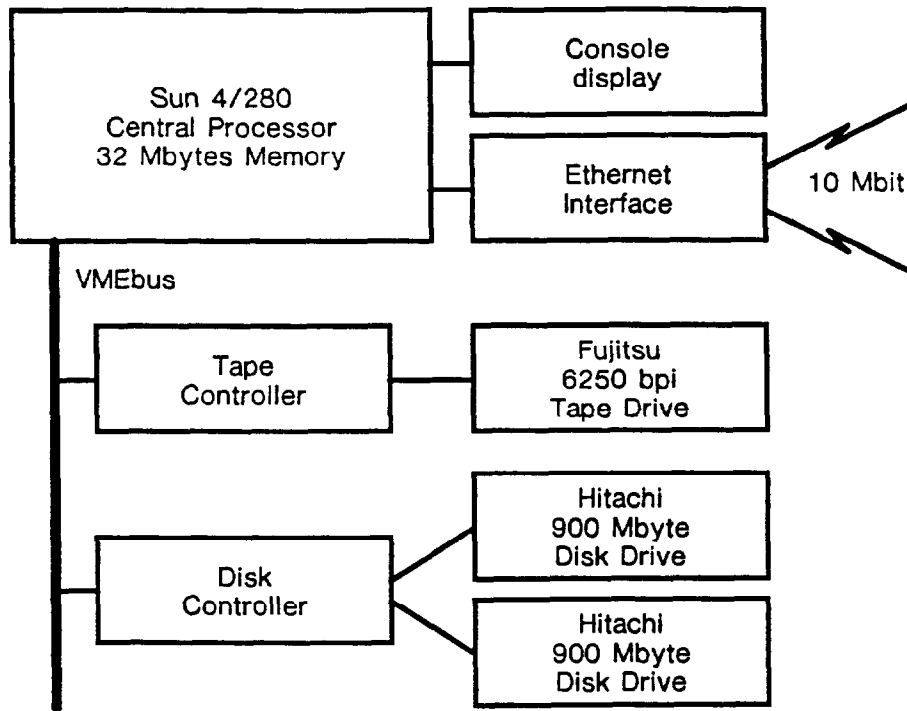 Sun 4/280
Central Processor
32 Mbytes Memory
Console
display
Ethernet
Interface
10 Mbit
VMEbus
Tape
Controller
Fujitsu
6250 bpi
Tape Drive
Disk
Controller
Hitachi
900 Mbyte
Disk Drive
Hitachi
900 Mbyte
Disk Drive